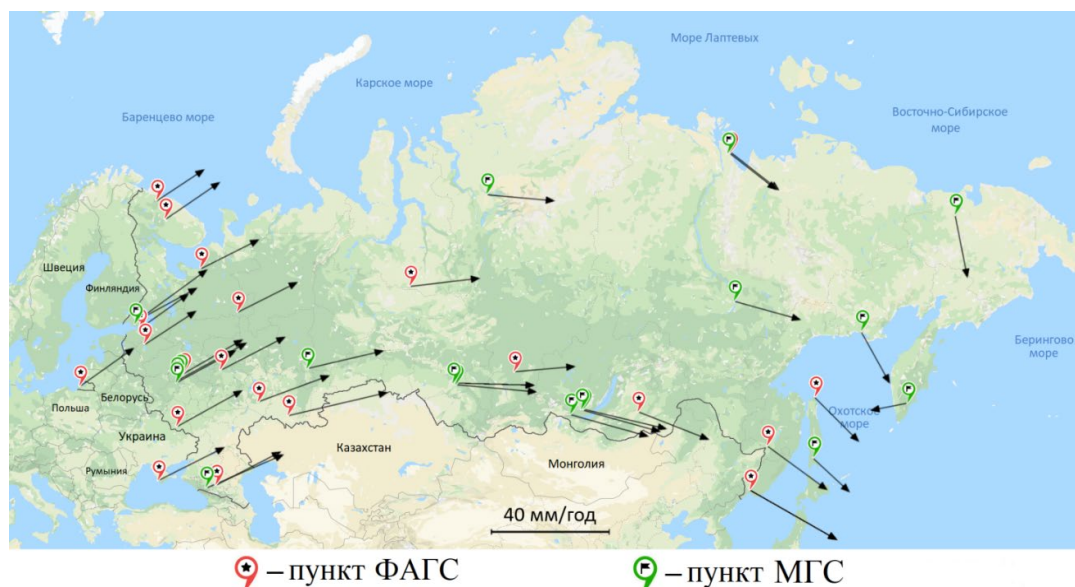 Море Лаптевых
Карское море
Баренцево море
Восточно-Сибирское
море
Швеция
Финляндия
Берингово
море
Польша
Белорусь
Охотское
море
Украина
Казахстан
Румыния
Монголия
40 мм/год
– пункт ФАГС
– пункт МГС